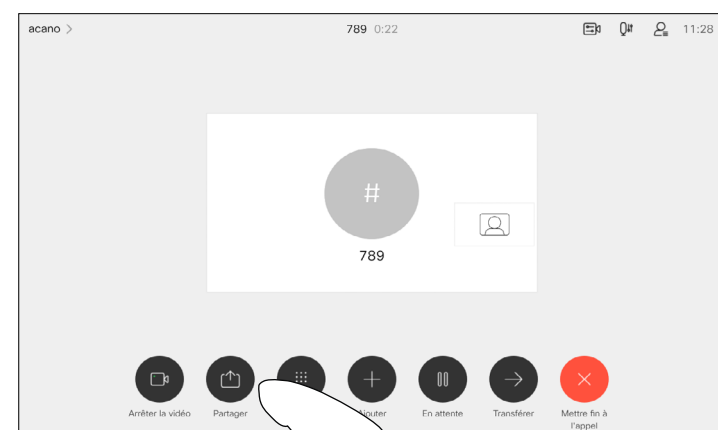 acano >
789 0:22
11:28
#
789
Arrêter la vidéo
Partager
Ajouter
En attente
Transférer
Mettre fin à
l'appel